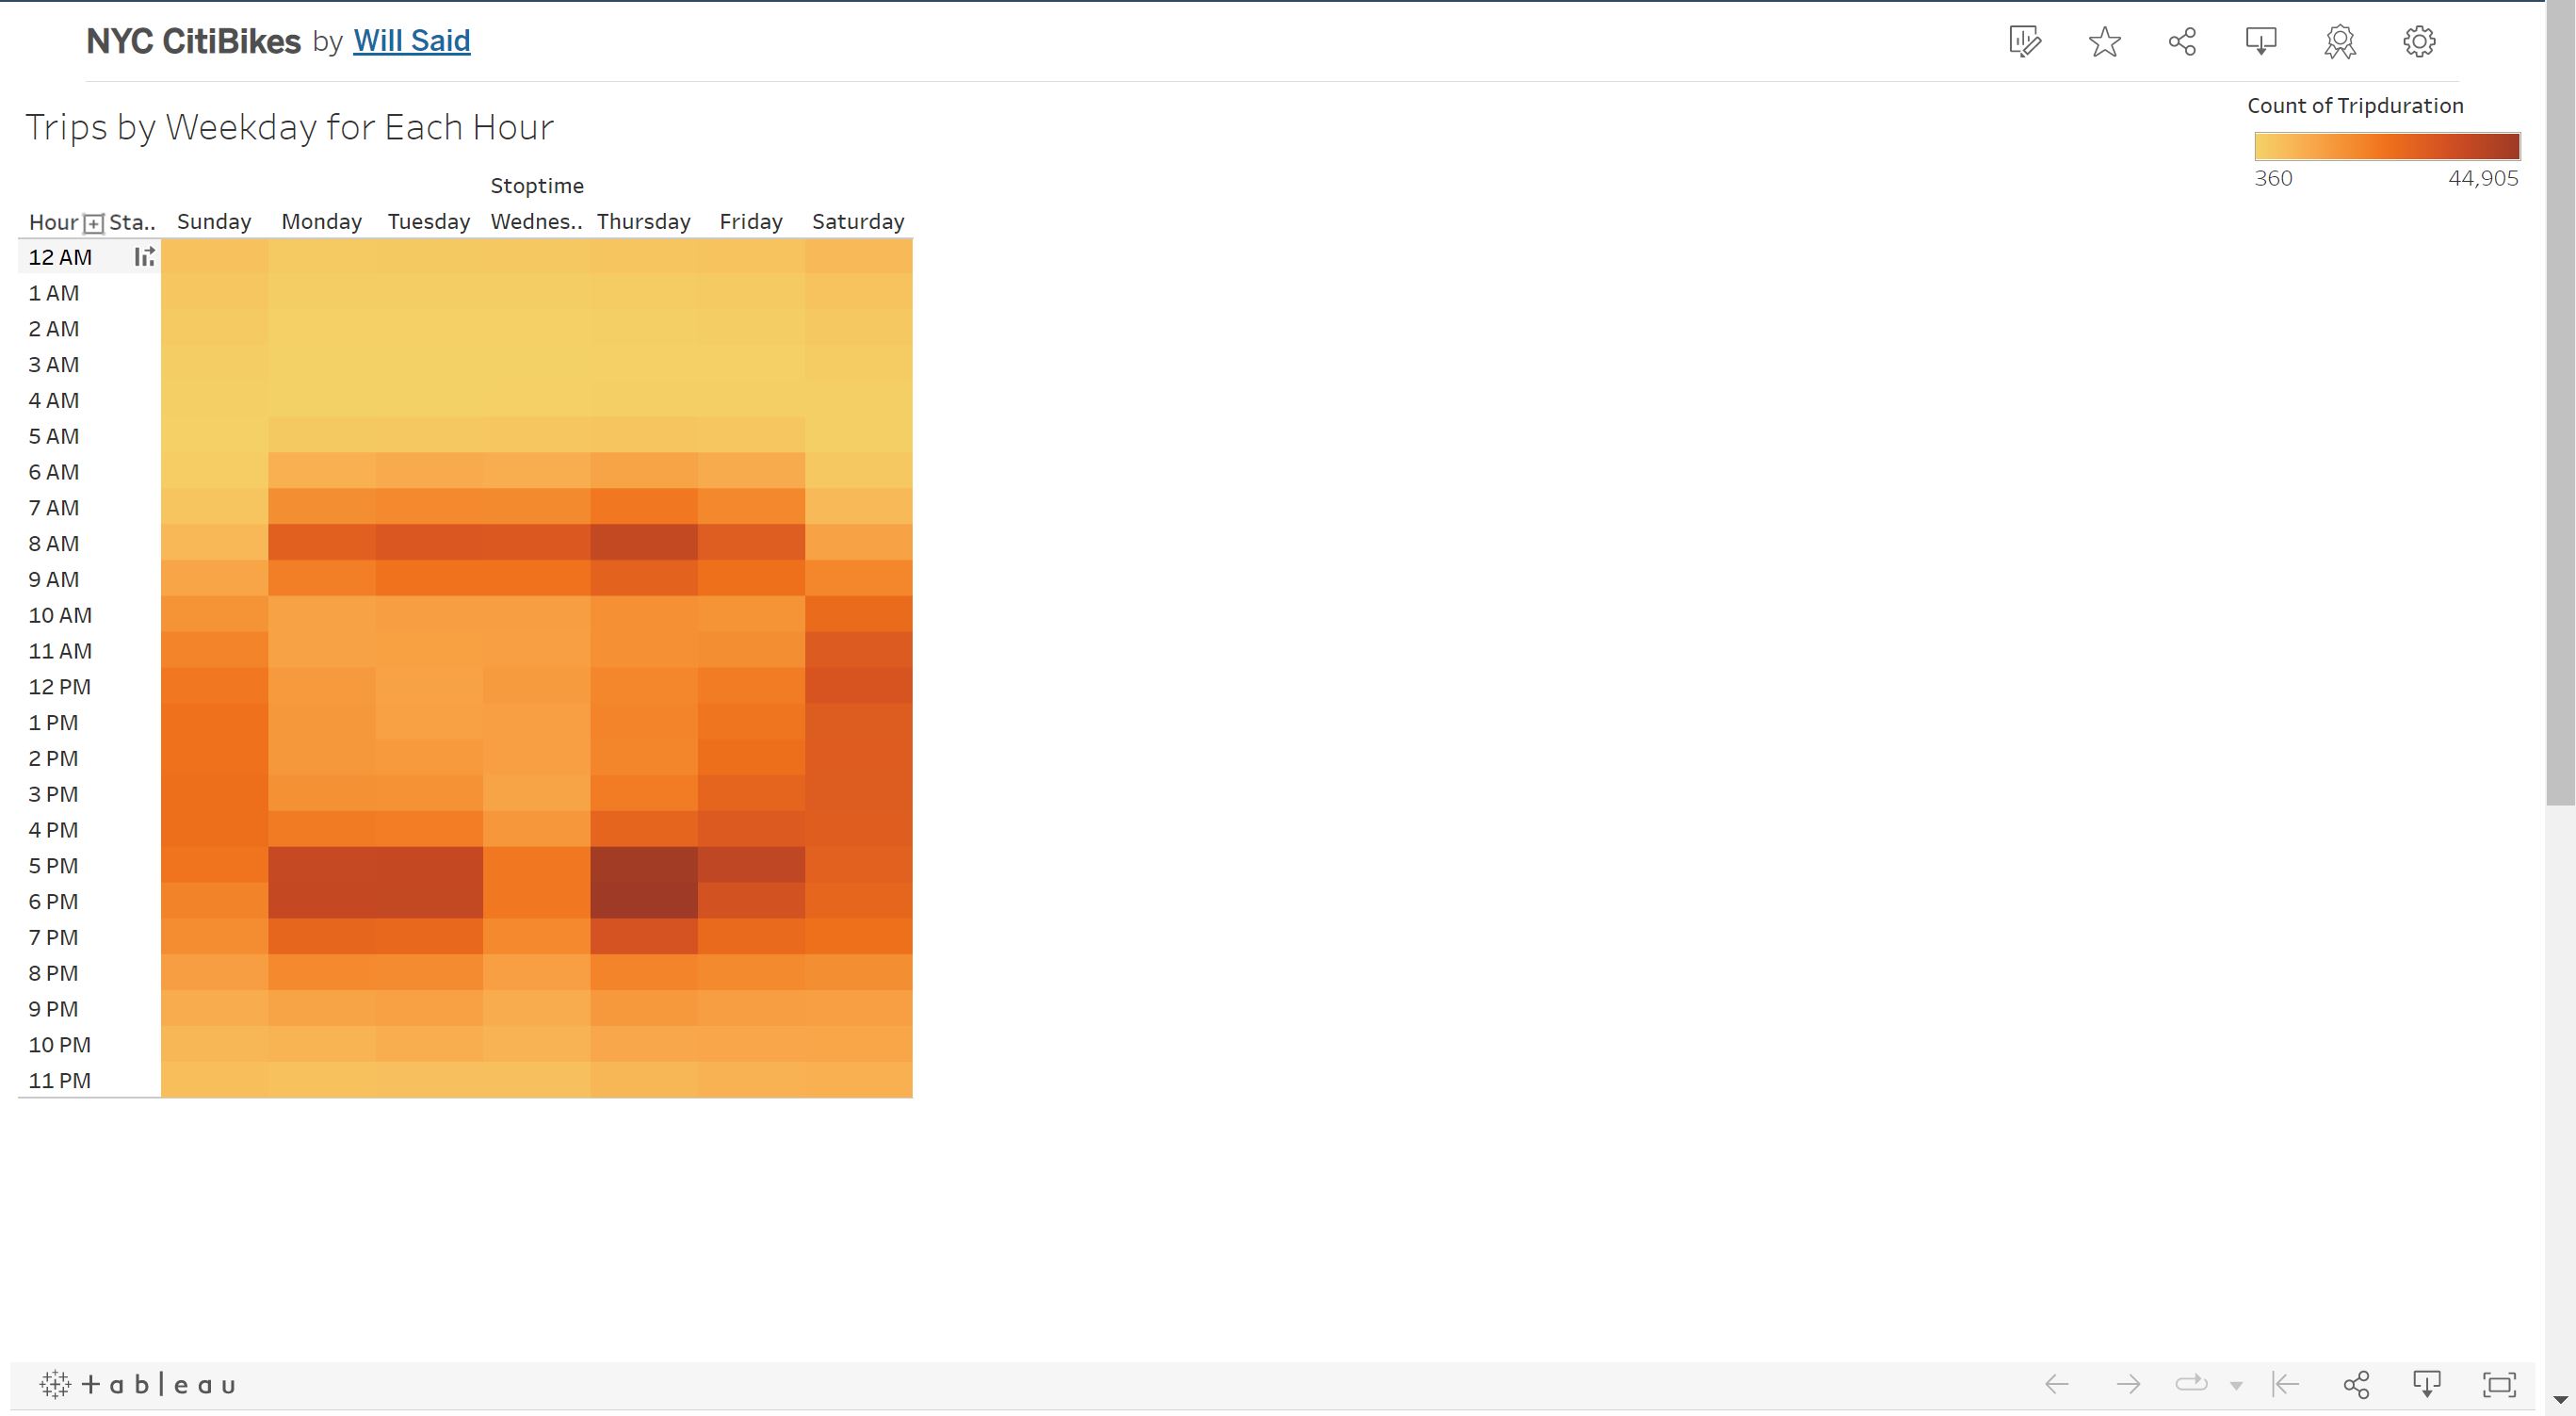 NYC CitiBikes by Will Said
Trips by Weekday for Each Hour
Count of Tripduration
360 44,905
Stoptime
Hour Sta.. Sunday Monday Tuesday Wednes.. Thursday Friday Saturday
12 AM
1 AM
2 AM
3 AM
4 AM
5 AM
6 AM
7 AM
8 AM
9 AM
10 AM
11 AM
12 PM
1 PM
2 PM
3 PM
4 PM
5 PM
6 PM
7 PM
8 PM
9 PM
10 PM
11 PM
+ableau